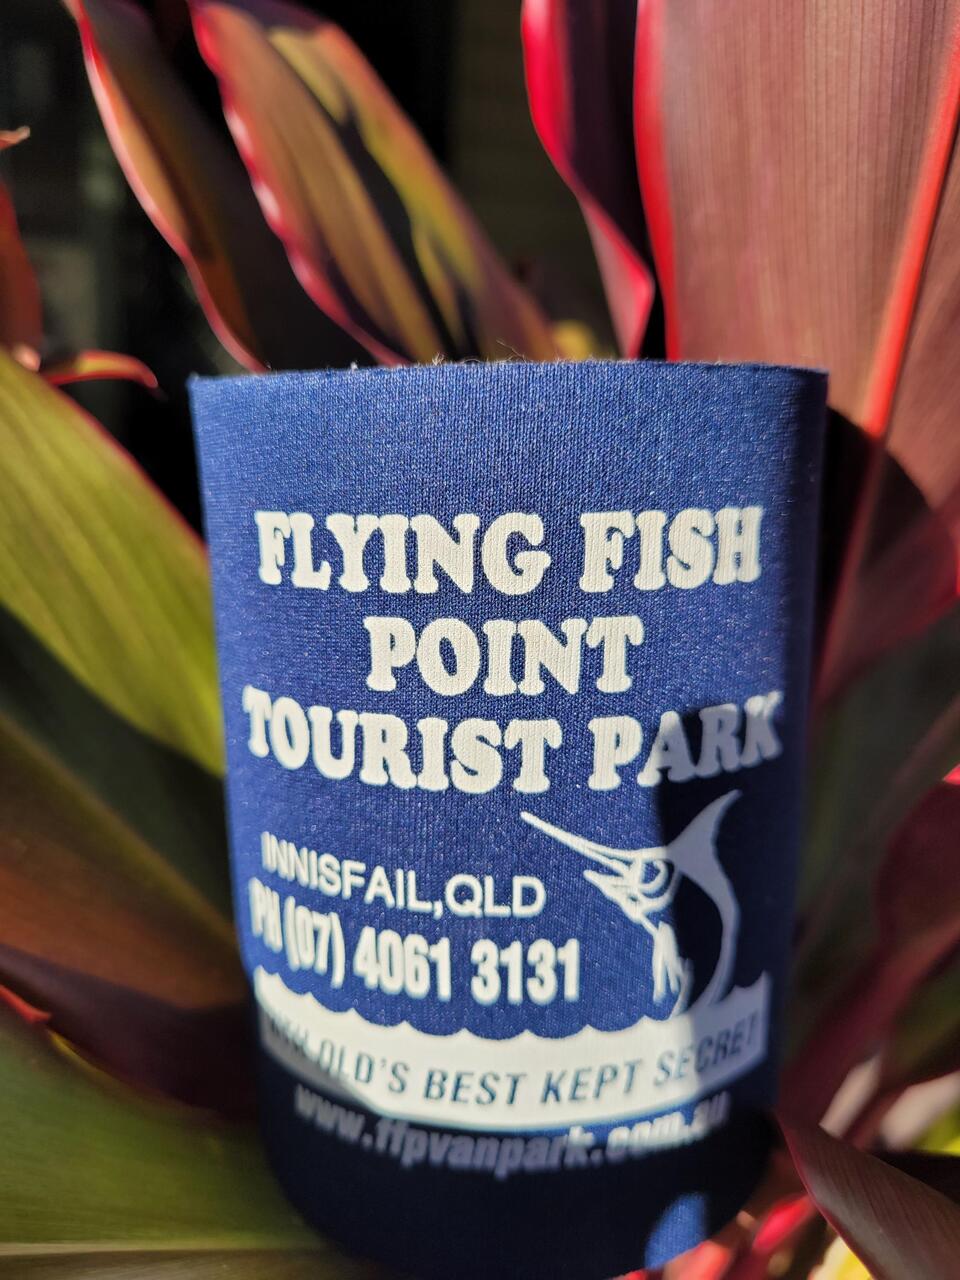 FLYING FISH
POINT
TOURIST PARK
INNISFAIL,QLD
PH (07) 4061 3131
NTH QLD'S BEST KEPT SECRET
www.ffpvanpark.com.au